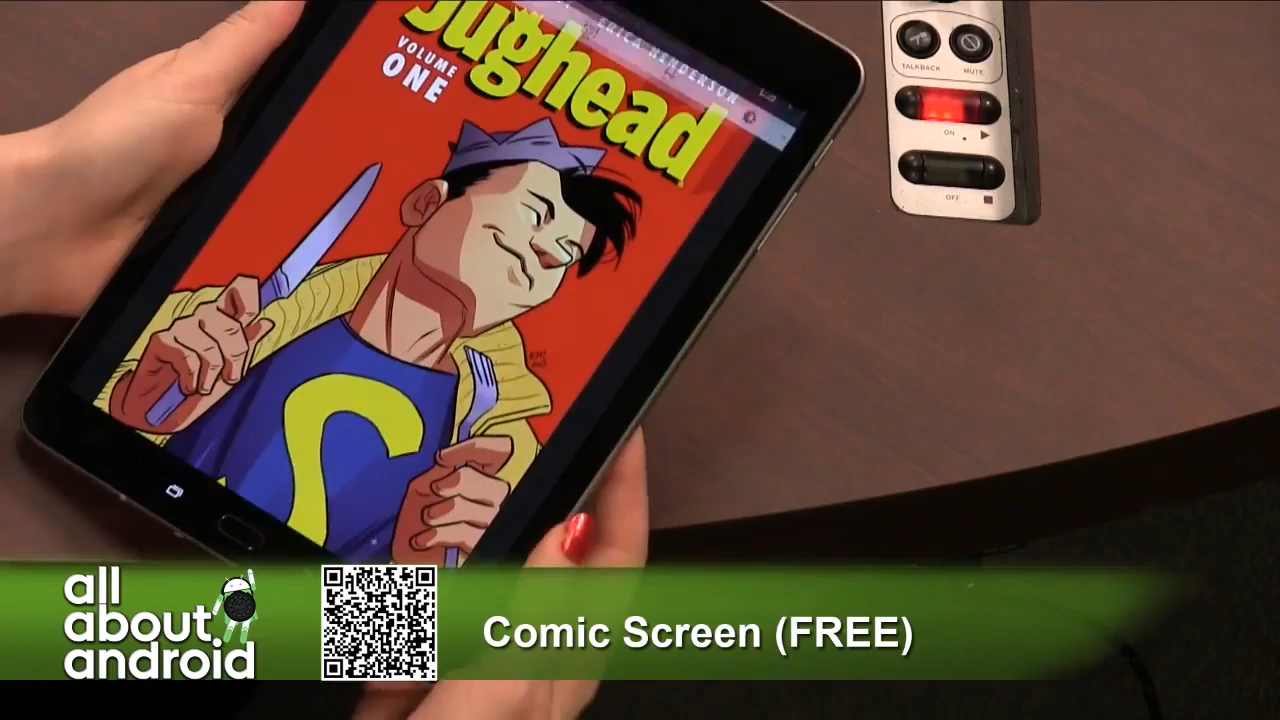 ERICA HENDERSON
Jughead
VOLUME
ONE
TALKBACK
MUTE
ON
OFF
all
about
android
Comic Screen (FREE)